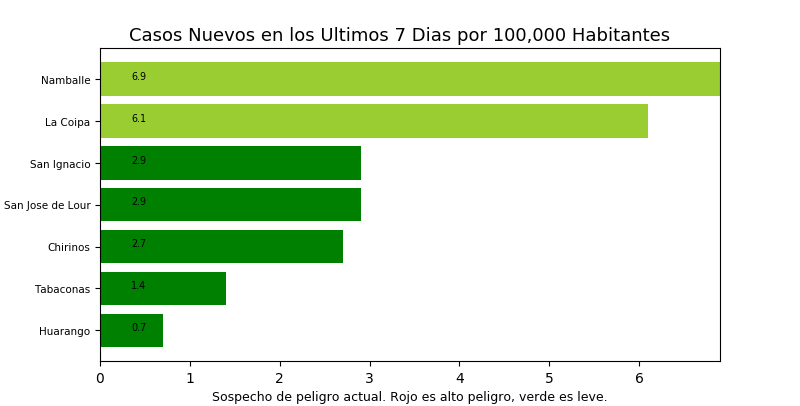 Casos Nuevos en los Ultimos 7 Dias por 100,000 Habitantes
Namballe 6.9
La Coipa 6.1
San Ignacio 2.9
San Jose de Lour 2.9
Chirinos 2.7
Tabaconas 1.4
Huarango 0.7
0 1 2 3 4 5 6
Sospecho de peligro actual. Rojo es alto peligro, verde es leve.